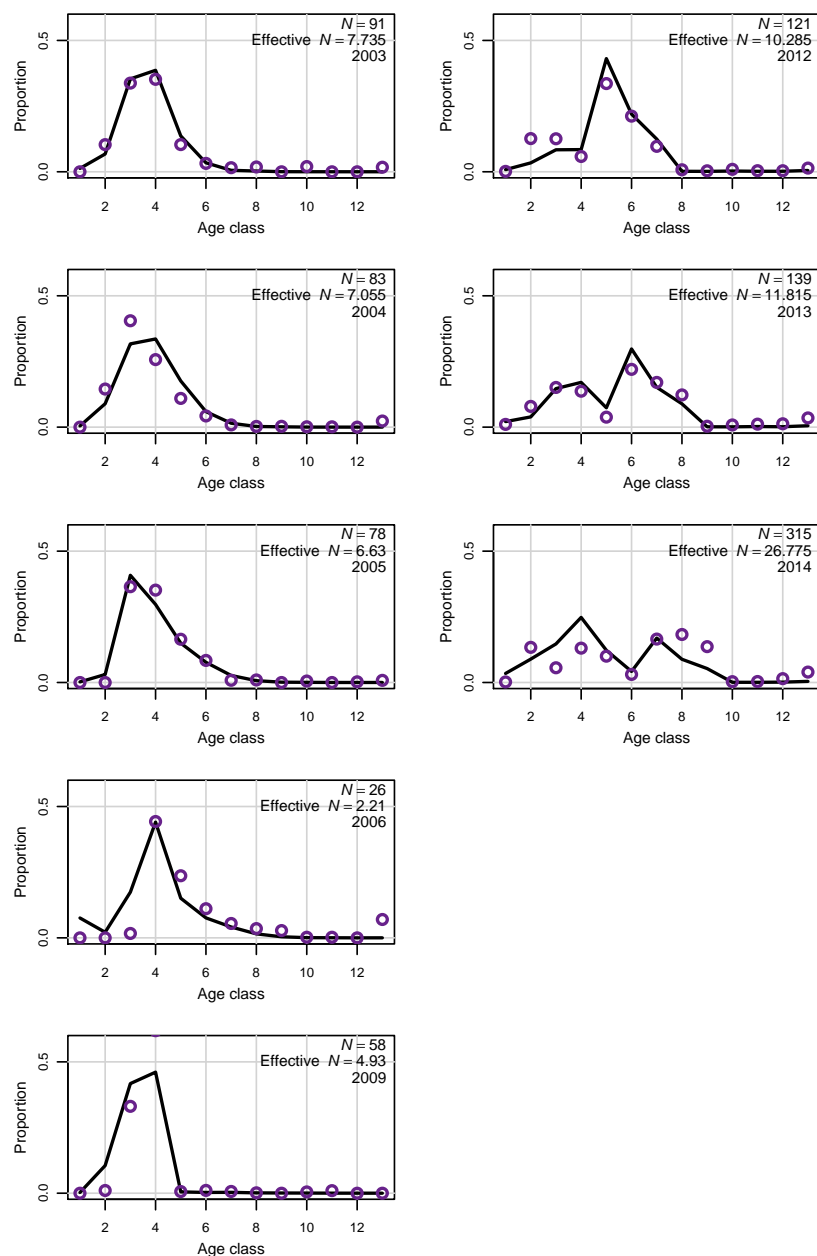 N = 91
Effective N = 7.735
2003
Proportion
0.5
0.0
2 4 6 8 10 12
Age class
N = 83
Effective N = 7.055
2004
Proportion
0.5
0.0
2 4 6 8 10 12
Age class
N = 78
Effective N = 6.63
2005
Proportion
0.5
0.0
2 4 6 8 10 12
Age class
N = 26
Effective N = 2.21
2006
Proportion
0.5
0.0
2 4 6 8 10 12
Age class
N = 58
Effective N = 4.93
2009
Proportion
0.5
0.0
2 4 6 8 10 12
Age class
N = 121
Effective N = 10.285
2012
Proportion
0.5
0.0
2 4 6 8 10 12
Age class
N = 139
Effective N = 11.815
2013
Proportion
0.5
0.0
2 4 6 8 10 12
Age class
N = 315
Effective N = 26.775
2014
Proportion
0.5
0.0
2 4 6 8 10 12
Age class